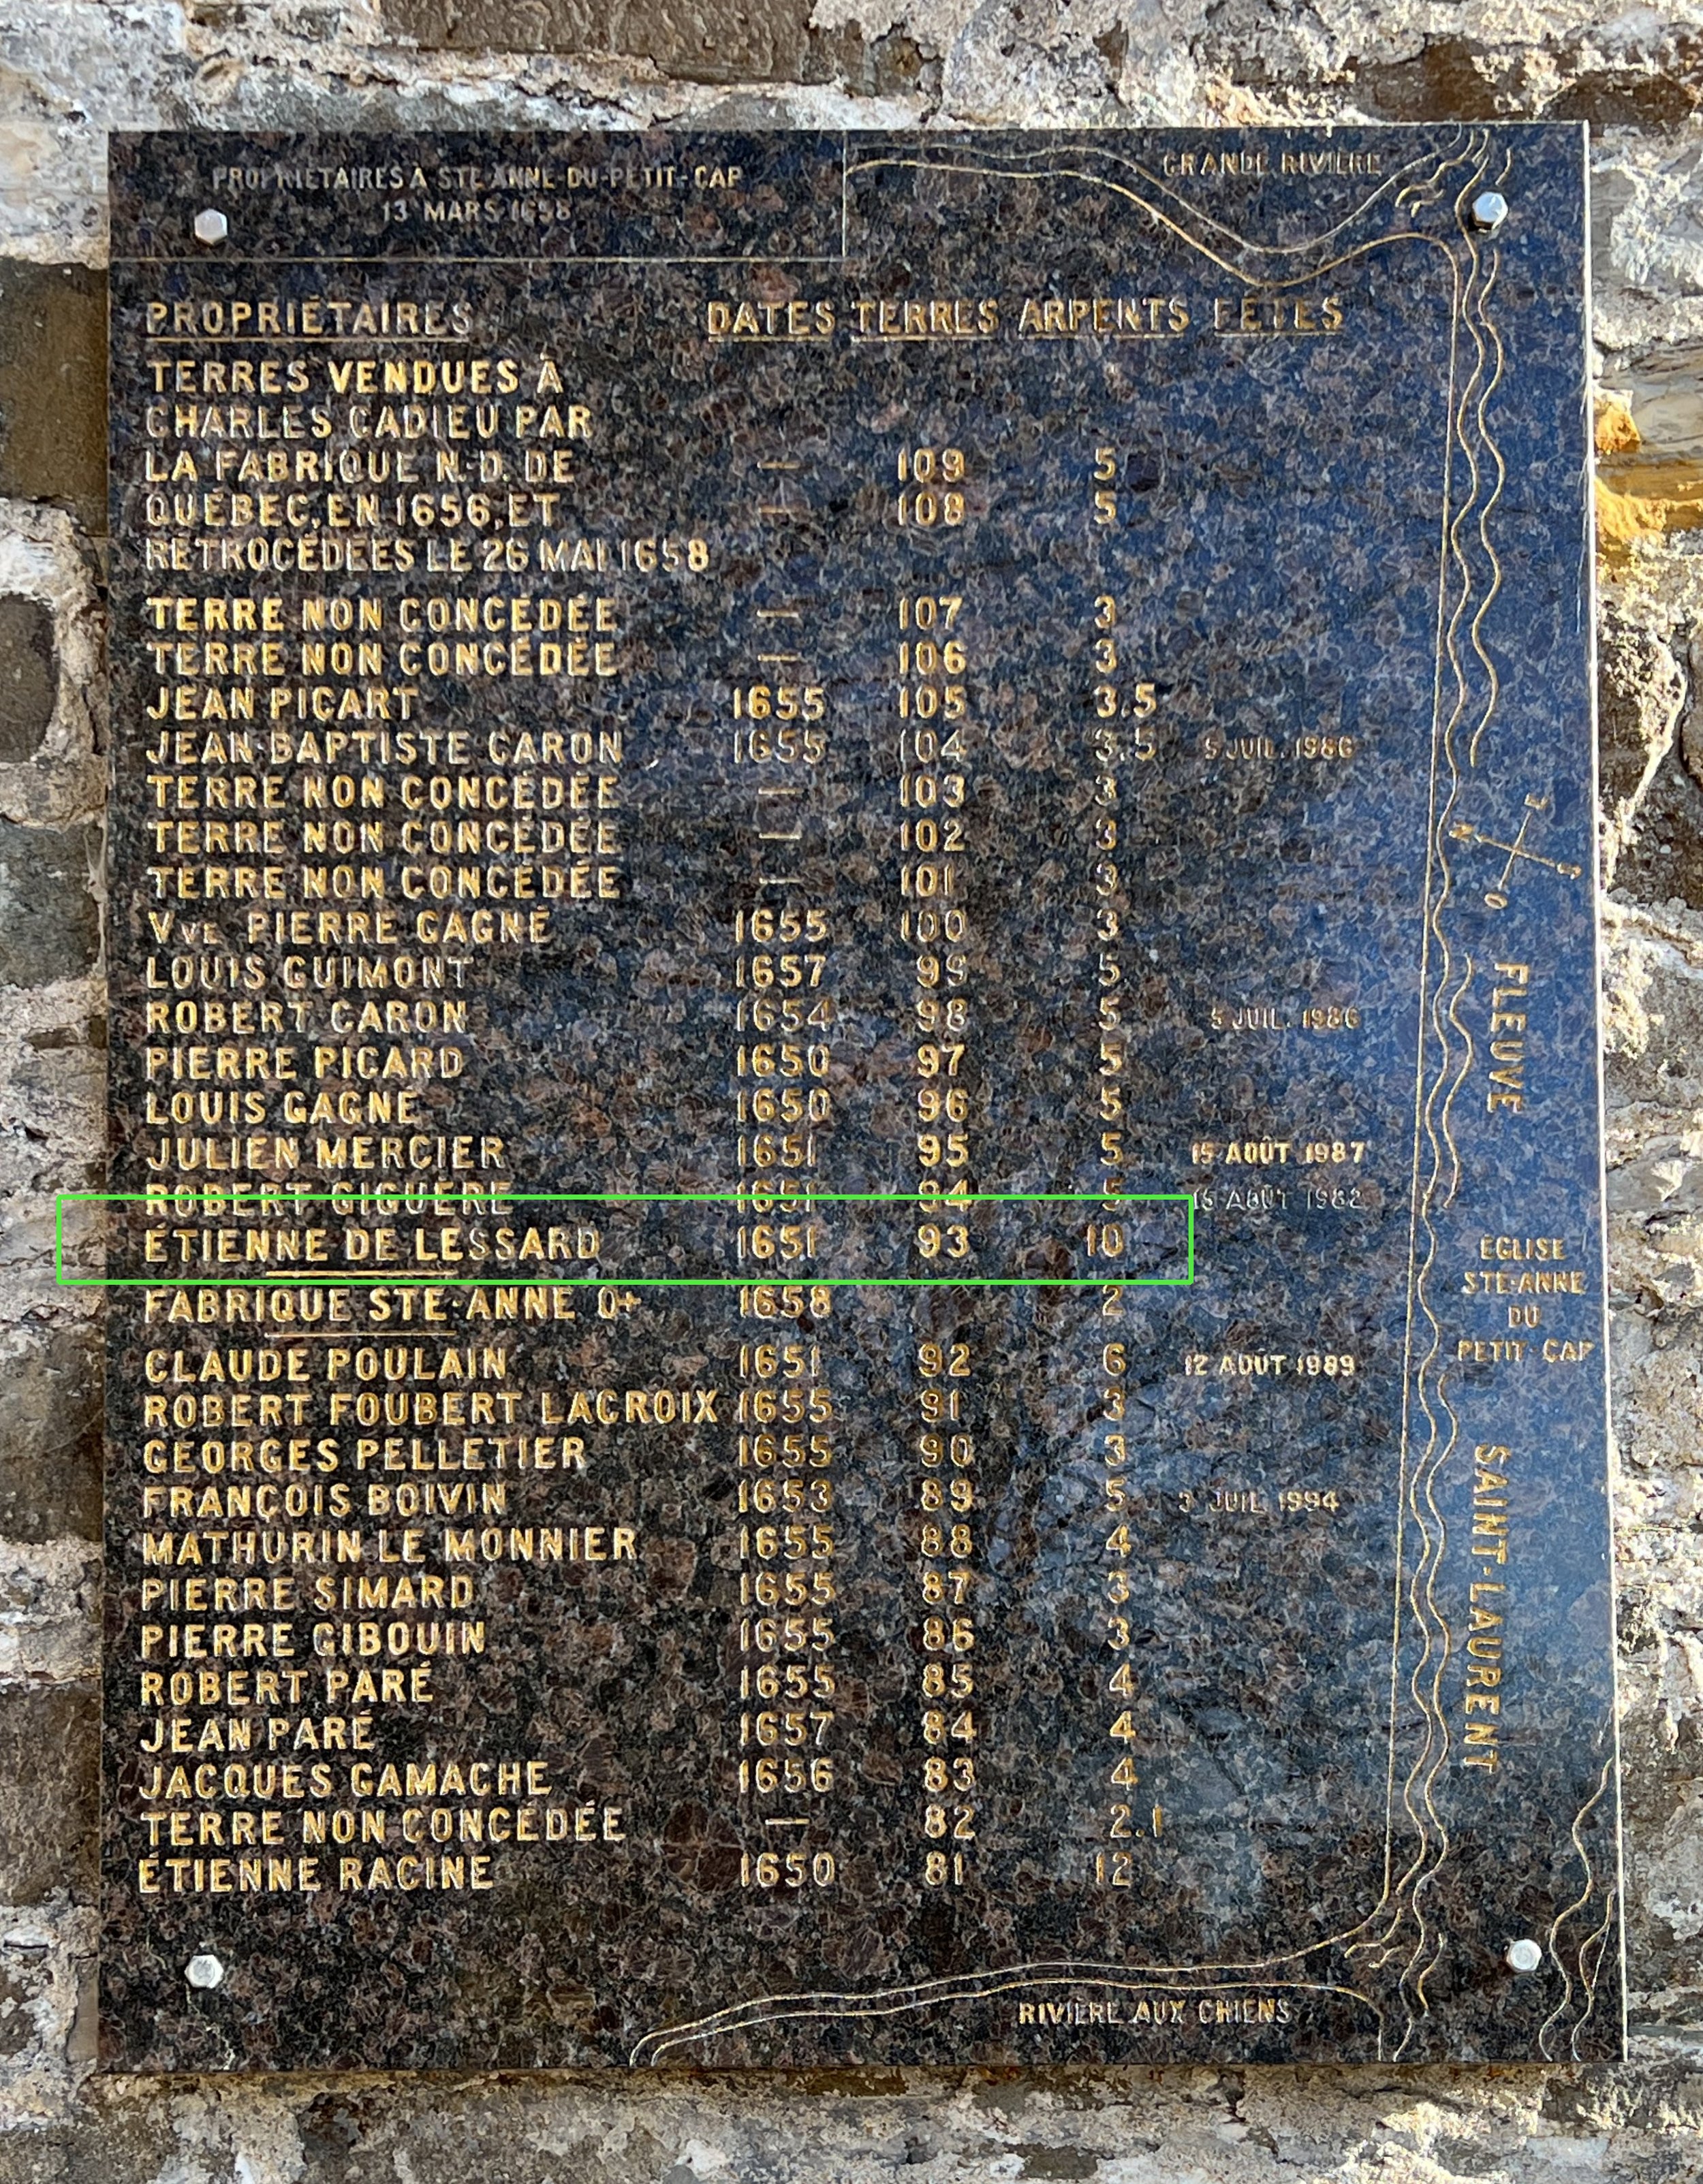 PROPRIÉTAIRES À STE-ANNE-DU-PETIT-CAP
13 MARS 1658
GRANDE RIVIÈRE
PROPRIÉTAIRES DATES TERRES ARPENTS FÊTES
TERRES VENDUES À
CHARLES CADIEU PAR
LA FABRIQUE N.-D. DE — 109 5
QUÉBEC, EN 1656, ET — 108 5
RÉTROCÉDÉES LE 26 MAI 1658
TERRE NON CONCÉDÉE — 107 3
TERRE NON CONCÉDÉE — 106 3
JEAN PICART 1655 105 3.5
JEAN-BAPTISTE CARON 1655 104 3.5 5 JUIL. 1986
TERRE NON CONCÉDÉE — 103 3
TERRE NON CONCÉDÉE — 102 3
TERRE NON CONCÉDÉE — 101 3
VVE PIERRE GAGNÉ 1655 100 3
LOUIS GUIMONT 1657 99 5
ROBERT CARON 1654 98 5 5 JUIL. 1986
PIERRE PICARD 1650 97 5
LOUIS GAGNÉ 1650 96 5
JULIEN MERCIER 1651 95 5 15 AOÛT 1987
ROBERT GIGUÈRE 1651 94 5 15 AOÛT 1982
ÉTIENNE DE LESSARD 1651 93 10
FABRIQUE STE-ANNE 0+ 1658 2
CLAUDE POULAIN 1651 92 6 12 AOÛT 1989
ROBERT FOUBERT LACROIX 1655 91 3
GEORGES PELLETIER 1655 90 3
FRANÇOIS BOIVIN 1653 89 5 3 JUIL. 1994
MATHURIN LE MONNIER 1655 88 4
PIERRE SIMARD 1655 87 3
PIERRE GIBOUIN 1655 86 3
ROBERT PARÉ 1655 85 4
JEAN PARÉ 1657 84 4
JACQUES GAMACHE 1656 83 4
TERRE NON CONCÉDÉE — 82 2.1
ÉTIENNE RACINE 1650 81 12
N
O
FLEUVE
ÉGLISE
STE-ANNE
DU
PETIT-CAP
SAINT-LAURENT
RIVIÈRE AUX CHIENS